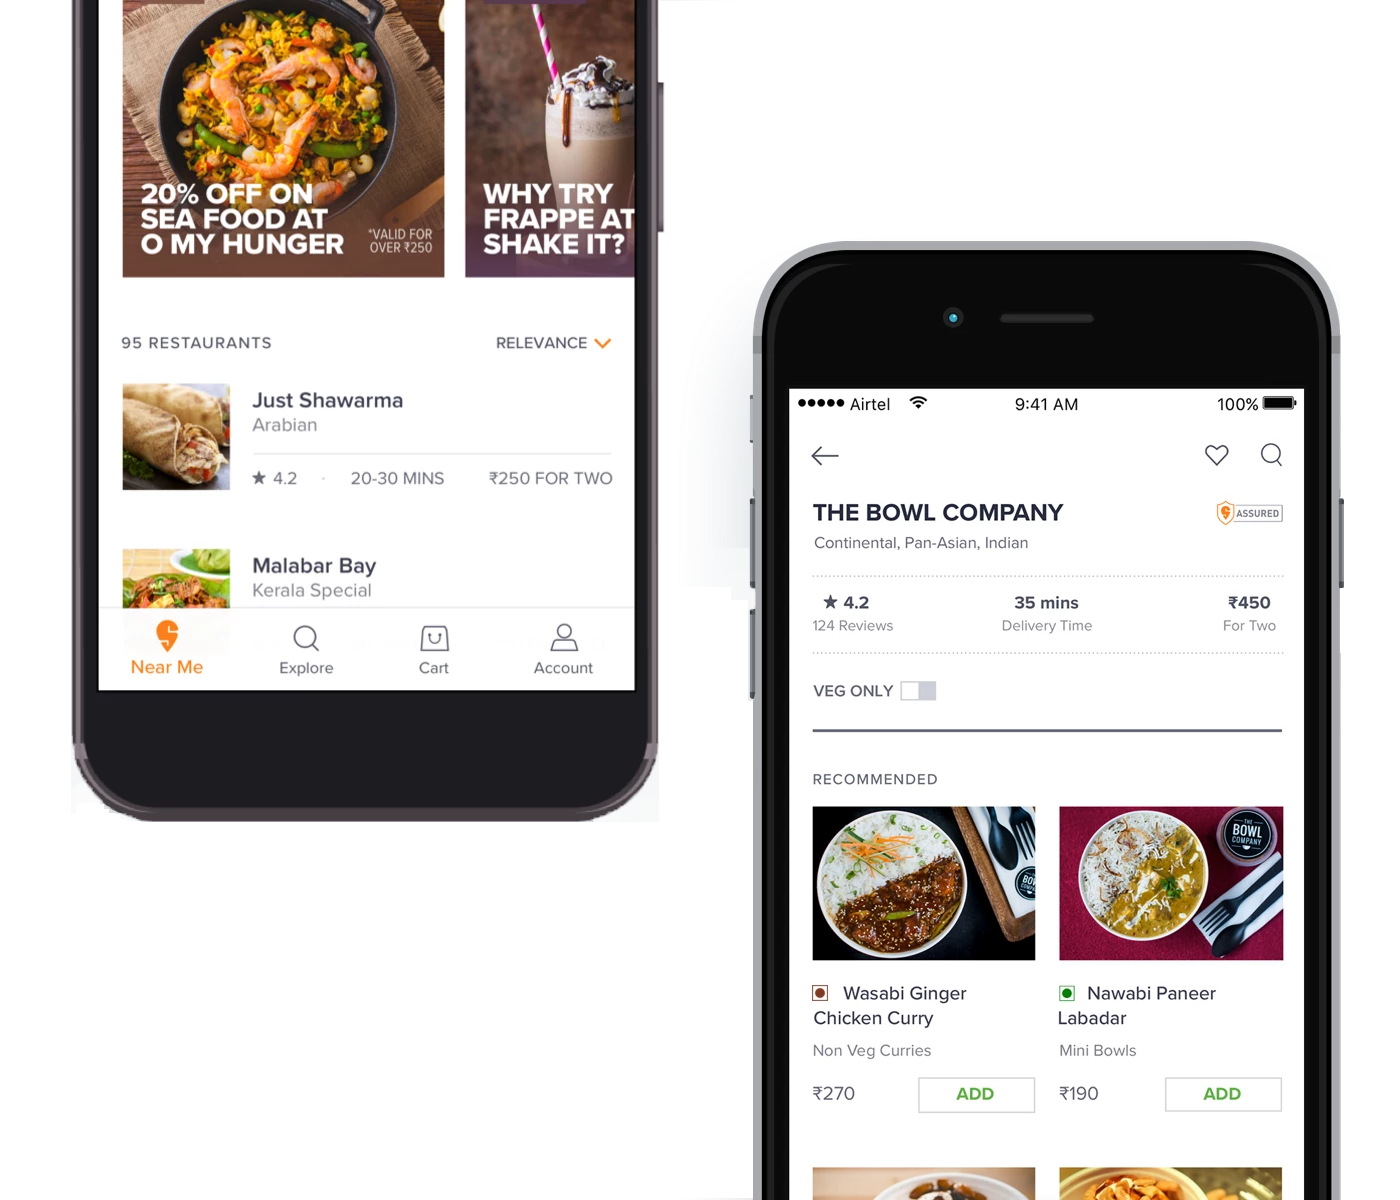 20% OFF ON
SEA FOOD AT
O MY HUNGER
*VALID FOR
OVER ₹250
WHY TRY
FRAPPE AT
SHAKE IT?
95 RESTAURANTS
RELEVANCE
Just Shawarma
Arabian
★ 4.2 · 20-30 MINS ₹250 FOR TWO
Malabar Bay
Kerala Special
Near Me
Explore
Cart
Account
Airtel 9:41 AM 100%
THE BOWL COMPANY
ASSURED
Continental, Pan-Asian, Indian
★ 4.2
124 Reviews
35 mins
Delivery Time
₹450
For Two
VEG ONLY
RECOMMENDED
THE
BOWL
COMPANY
Wasabi Ginger
Chicken Curry
Non Veg Curries
₹270
ADD
Nawabi Paneer
Labadar
Mini Bowls
₹190
ADD